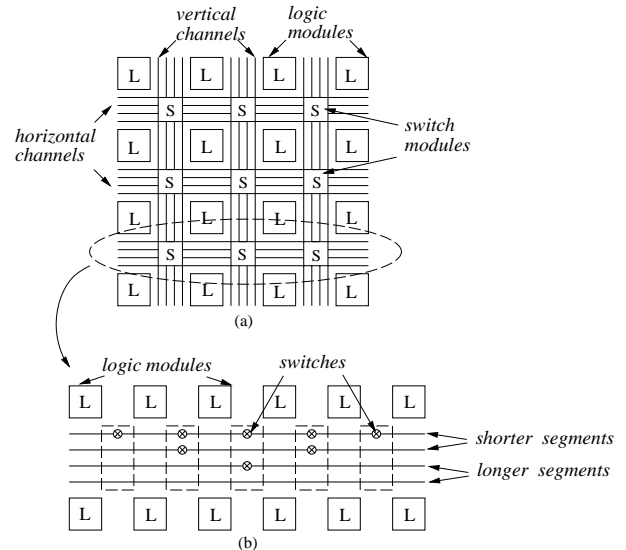 vertical channels
logic modules
L L L L
S S S
horizontal channels
switch modules
L L L L
S S S
L L L L
S S S
L L L L
(a)
logic modules
switches
L L L L L L
shorter segments
longer segments
L L L L L L
(b)